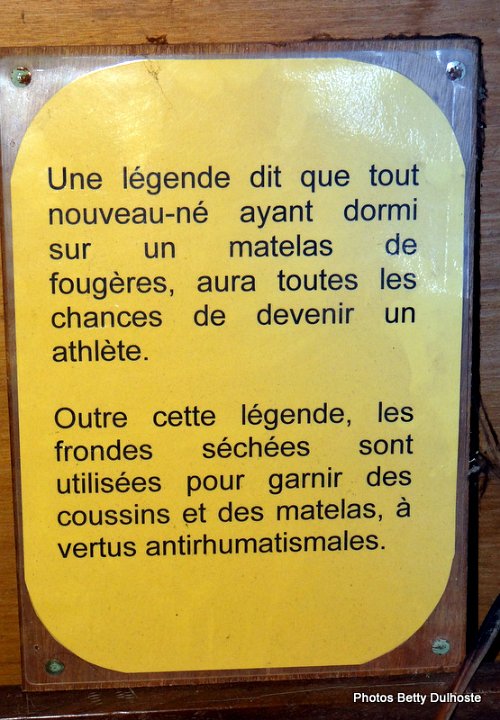 Une légende dit que tout
nouveau-né ayant dormi
sur un matelas de
fougères, aura toutes les
chances de devenir un
athlète.
Outre cette légende, les
frondes séchées sont
utilisées pour garnir des
coussins et des matelas, à
vertus antirhumatismales.
Photos Betty Dulhoste